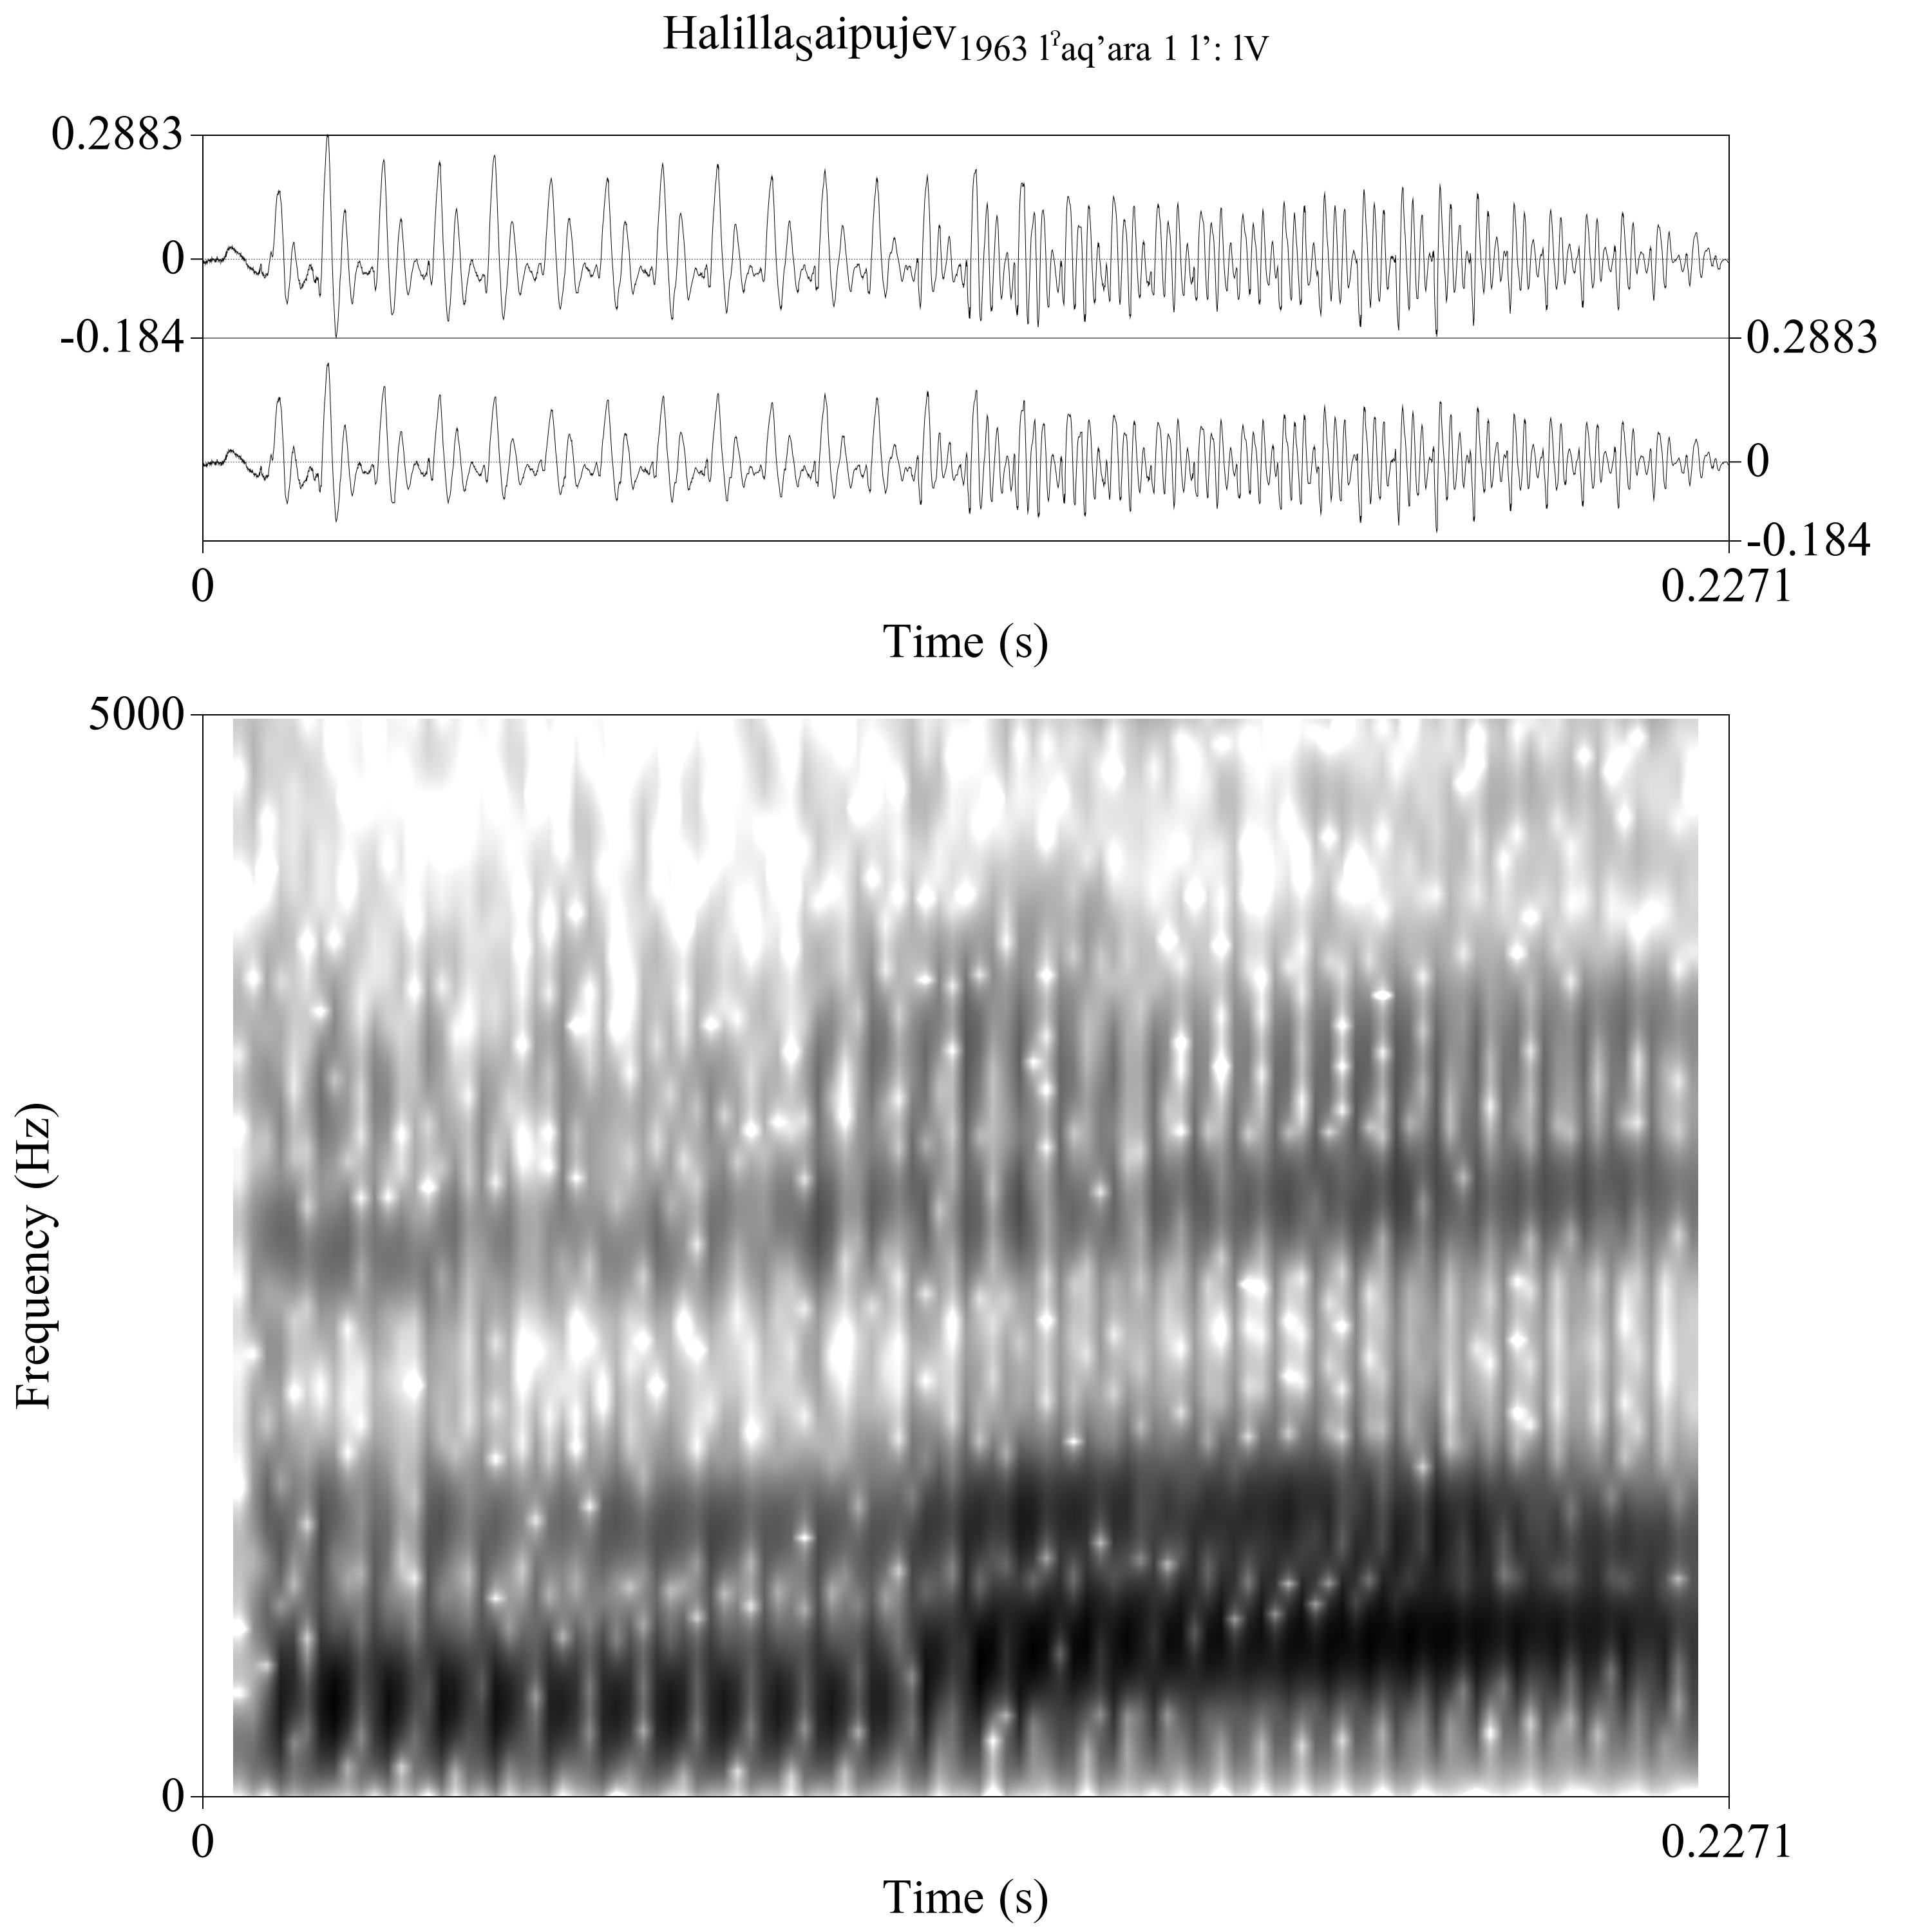 Halilla_Saipujev_1963 lˤaq’ara 1 l’: lV
0.2883
0
-0.184
0.2883
0
-0.184
0 0.2271
Time (s)
5000
Frequency (Hz)
0
0 0.2271
Time (s)